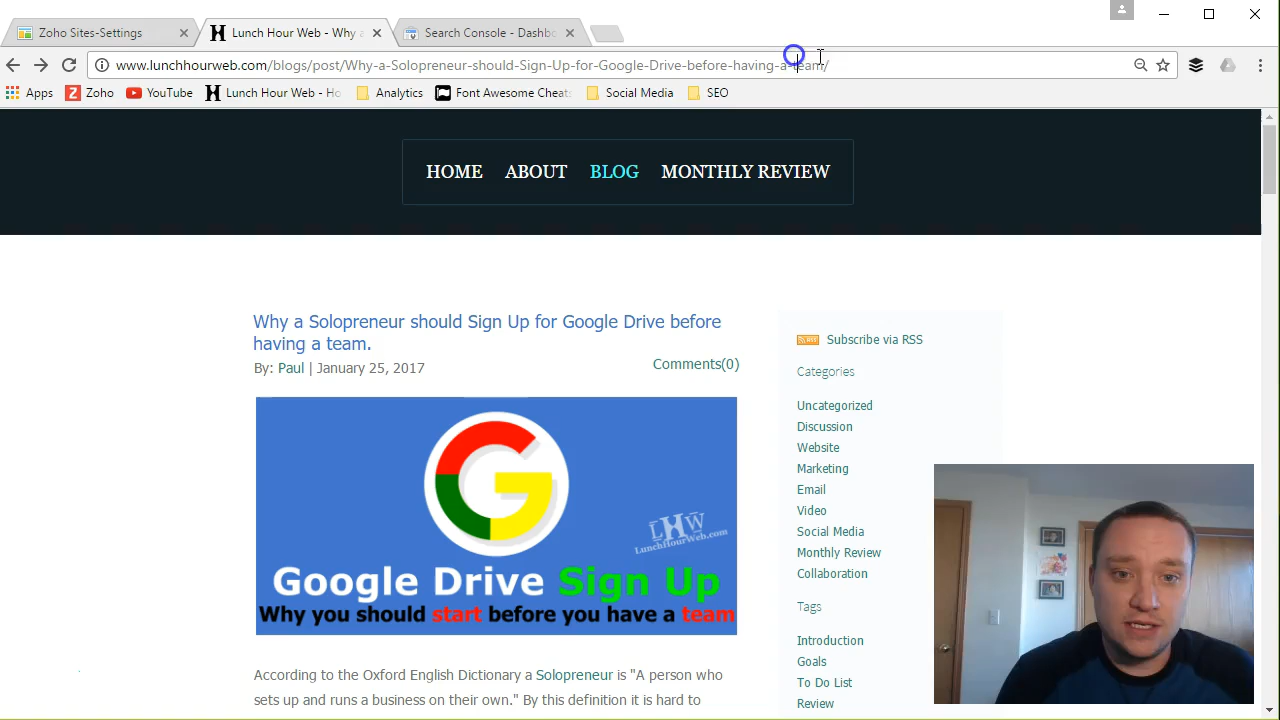 Zoho Sites-Settings
Lunch Hour Web - Why a
Search Console - Dashbo
www.lunchhourweb.com/blogs/post/Why-a-Solopreneur-should-Sign-Up-for-Google-Drive-before-having-a-team/
Apps
Zoho
YouTube
Lunch Hour Web - Ho
Analytics
Font Awesome Cheats
Social Media
SEO
HOME ABOUT BLOG MONTHLY REVIEW
Why a Solopreneur should Sign Up for Google Drive before
having a team.
By: Paul | January 25, 2017
Comments(0)
LHW
LunchHourWeb.com
Google Drive Sign Up
Why you should start before you have a team
According to the Oxford English Dictionary a Solopreneur is "A person who
sets up and runs a business on their own." By this definition it is hard to
Subscribe via RSS
Categories
Uncategorized
Discussion
Website
Marketing
Email
Video
Social Media
Monthly Review
Collaboration
Tags
Introduction
Goals
To Do List
Review